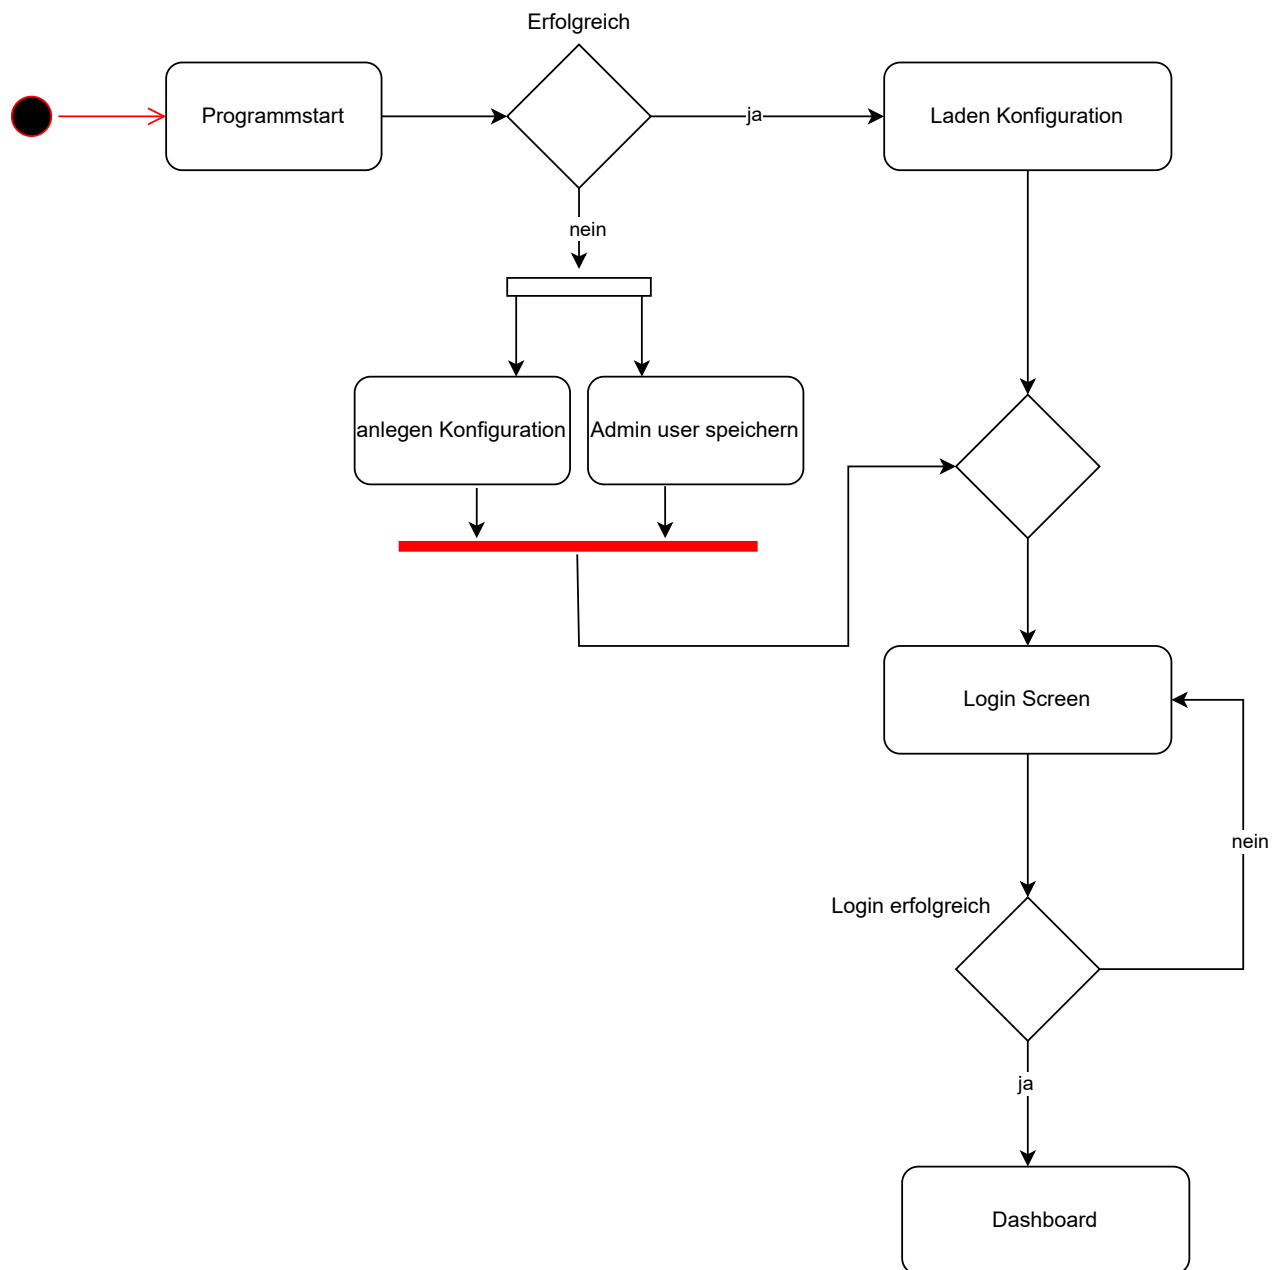 Erfolgreich
Programmstart
ja
Laden Konfiguration
nein
anlegen Konfiguration
Admin user speichern
Login Screen
nein
Login erfolgreich
ja
Dashboard